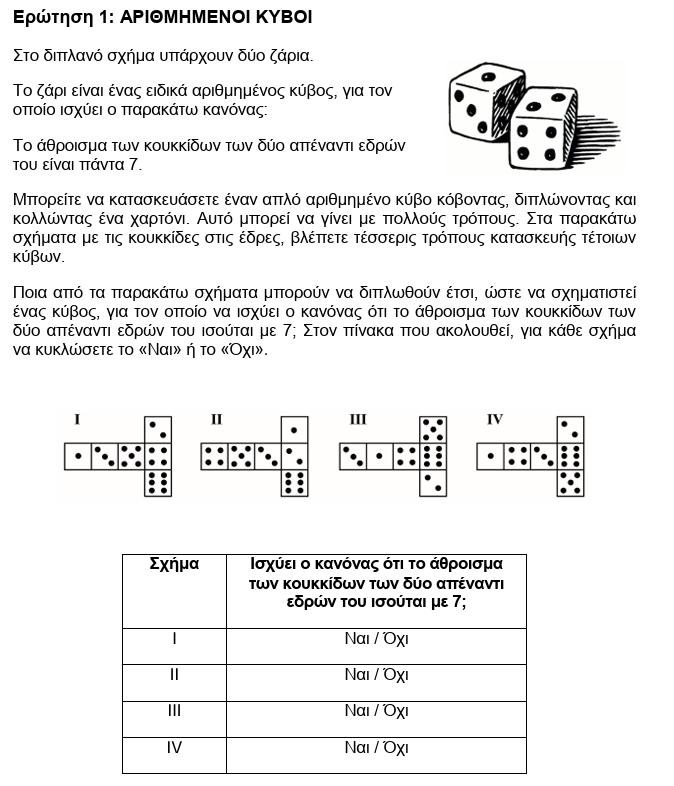 Ερώτηση 1: ΑΡΙΘΜΗΜΕΝΟΙ ΚΥΒΟΙ
Στο διπλανό σχήμα υπάρχουν δύο ζάρια.
Το ζάρι είναι ένας ειδικά αριθμημένος κύβος, για τον
οποίο ισχύει ο παρακάτω κανόνας:
Το άθροισμα των κουκκίδων των δύο απέναντι εδρών
του είναι πάντα 7.
Μπορείτε να κατασκευάσετε έναν απλό αριθμημένο κύβο κόβοντας, διπλώνοντας και
κολλώντας ένα χαρτόνι. Αυτό μπορεί να γίνει με πολλούς τρόπους. Στα παρακάτω
σχήματα με τις κουκκίδες στις έδρες, βλέπετε τέσσερις τρόπους κατασκευής τέτοιων
κύβων.
Ποια από τα παρακάτω σχήματα μπορούν να διπλωθούν έτσι, ώστε να σχηματιστεί
ένας κύβος, για τον οποίο να ισχύει ο κανόνας ότι το άθροισμα των κουκκίδων των
δύο απέναντι εδρών του ισούται με 7; Στον πίνακα που ακολουθεί, για κάθε σχήμα
να κυκλώσετε το «Ναι» ή το «Όχι».
I II III IV
Σχήμα Ισχύει ο κανόνας ότι το άθροισμα
των κουκκίδων των δύο απέναντι
εδρών του ισούται με 7;
I Ναι / Όχι
II Ναι / Όχι
III Ναι / Όχι
IV Ναι / Όχι